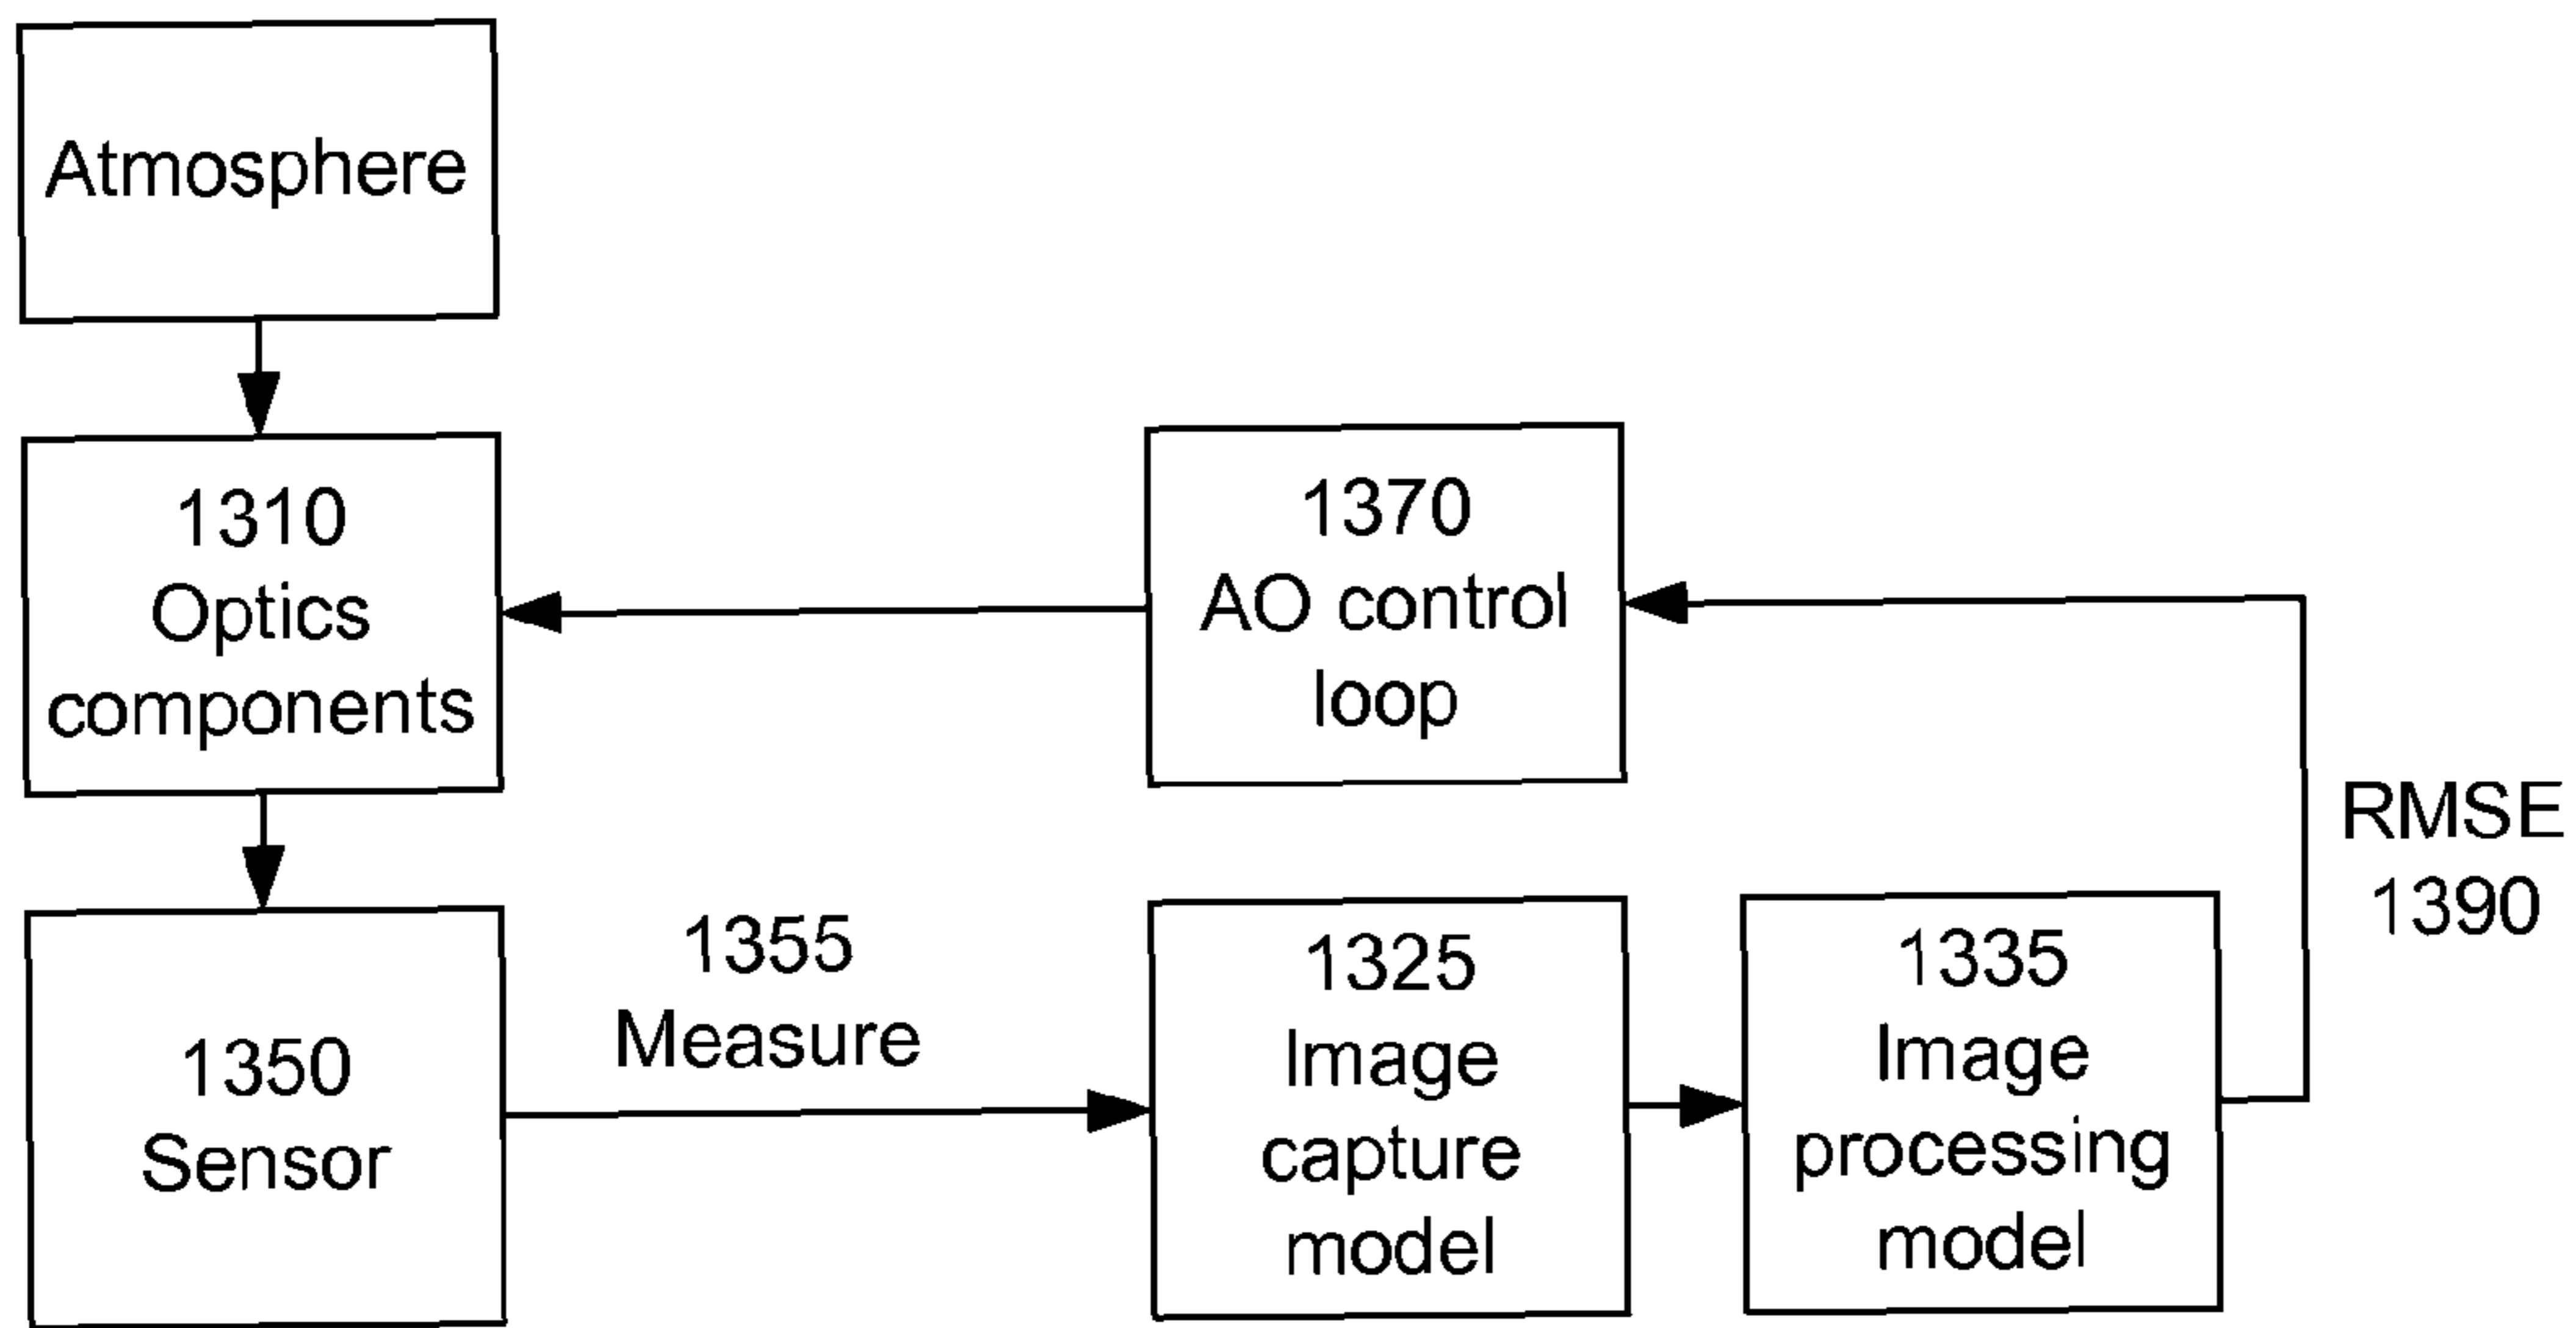 Atmosphere
1310
Optics
components
1370
AO control
loop
RMSE
1390
1350
Sensor
1355
Measure
1325
Image
capture
model
1335
Image
processing
model